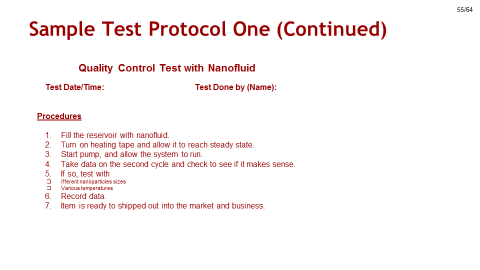 55/64
Sample Test Protocol One (Continued)
Quality Control Test with Nanofluid
Test Date/Time: Test Done by (Name):
Procedures
1. Fill the reservoir with nanofluid.
2. Turn on heating tape and allow it to reach steady state.
3. Start pump, and allow the system to run.
4. Take data on the second cycle and check to see if it makes sense.
5. If so, test with
❑ ifferent nanoparticles sizes
❑ Various temperatures
6. Record data.
7. Item is ready to shipped out into the market and business.